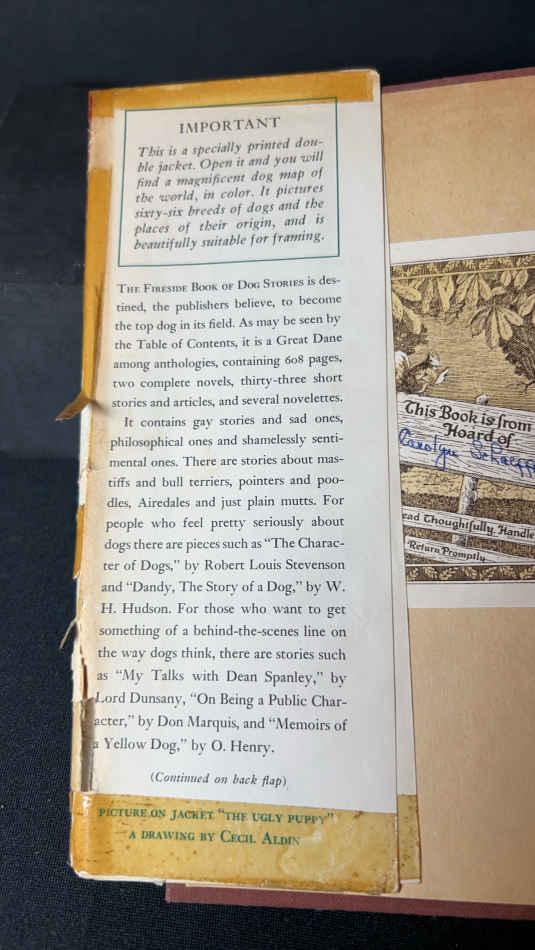 IMPORTANT
This is a specially printed dou-
ble jacket. Open it and you will
find a magnificent dog map of
the world, in color. It pictures
sixty-six breeds of dogs and the
places of their origin, and is
beautifully suitable for framing.
THE FIRESIDE BOOK OF DOG STORIES is des-
tined, the publishers believe, to become
the top dog in its field. As may be seen by
the Table of Contents, it is a Great Dane
among anthologies, containing 608 pages,
two complete novels, thirty-three short
stories and articles, and several novelettes.
It contains gay stories and sad ones,
philosophical ones and shamelessly senti-
mental ones. There are stories about mas-
tiffs and bull terriers, pointers and poo-
dles, Airedales and just plain mutts. For
people who feel pretty seriously about
dogs there are pieces such as "The Charac-
ter of Dogs," by Robert Louis Stevenson
and "Dandy, The Story of a Dog," by W.
H. Hudson. For those who want to get
something of a behind-the-scenes line on
the way dogs think, there are stories such
as "My Talks with Dean Spanley," by
Lord Dunsany, "On Being a Public Char-
acter," by Don Marquis, and "Memoirs of
a Yellow Dog," by O. Henry.
(Continued on back flap)
PICTURE ON JACKET "THE UGLY PUPPY"
A DRAWING BY CECIL ALDIN
This Book is from
Hoard of
Carolyn
Thoughtfully, Handle
Return Promptly